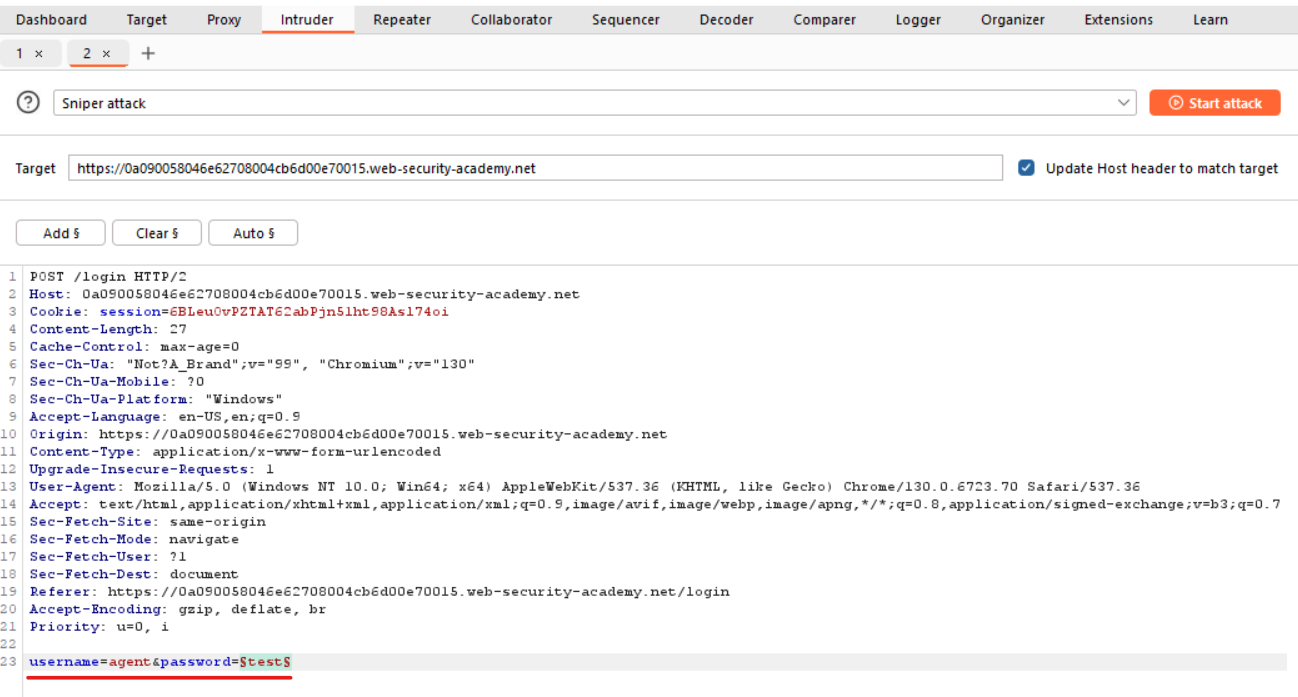 Dashboard Target Proxy Intruder Repeater Collaborator Sequencer Decoder Comparer Logger Organizer Extensions Learn
1 × 2 × +
? Sniper attack Start attack
Target https://0a090058046e62708004cb6d00e70015.web-security-academy.net Update Host header to match target
Add § Clear § Auto §
1 POST /login HTTP/2
2 Host: 0a090058046e62708004cb6d00e70015.web-security-academy.net
3 Cookie: session=6BLeu0vPZTAT62abPjn5lht98Asl74oi
4 Content-Length: 27
5 Cache-Control: max-age=0
6 Sec-Ch-Ua: "Not?A_Brand";v="99", "Chromium";v="130"
7 Sec-Ch-Ua-Mobile: ?0
8 Sec-Ch-Ua-Platform: "Windows"
9 Accept-Language: en-US,en;q=0.9
10 Origin: https://0a090058046e62708004cb6d00e70015.web-security-academy.net
11 Content-Type: application/x-www-form-urlencoded
12 Upgrade-Insecure-Requests: 1
13 User-Agent: Mozilla/5.0 (Windows NT 10.0; Win64; x64) AppleWebKit/537.36 (KHTML, like Gecko) Chrome/130.0.6723.70 Safari/537.36
14 Accept: text/html,application/xhtml+xml,application/xml;q=0.9,image/avif,image/webp,image/apng,*/*;q=0.8,application/signed-exchange;v=b3;q=0.7
15 Sec-Fetch-Site: same-origin
16 Sec-Fetch-Mode: navigate
17 Sec-Fetch-User: ?1
18 Sec-Fetch-Dest: document
19 Referer: https://0a090058046e62708004cb6d00e70015.web-security-academy.net/login
20 Accept-Encoding: gzip, deflate, br
21 Priority: u=0, i
22
23 username=agent&password=§test§